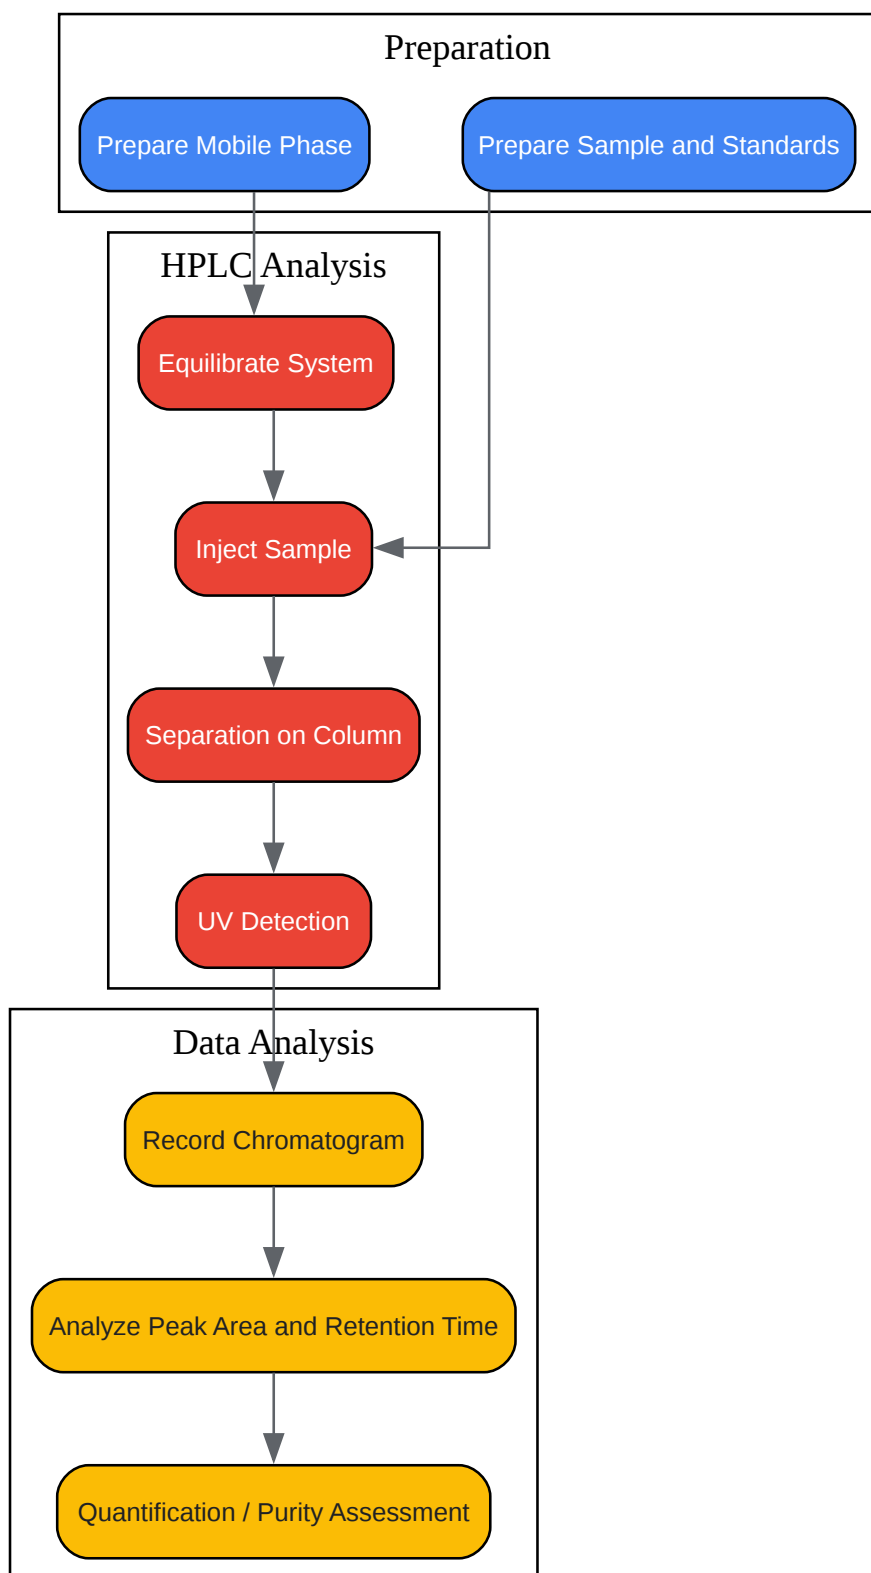 Preparation
Prepare Mobile Phase
Prepare Sample and Standards
HPLC Analysis
Equilibrate System
Inject Sample
Separation on Column
UV Detection
Data Analysis
Record Chromatogram
Analyze Peak Area and Retention Time
Quantification / Purity Assessment